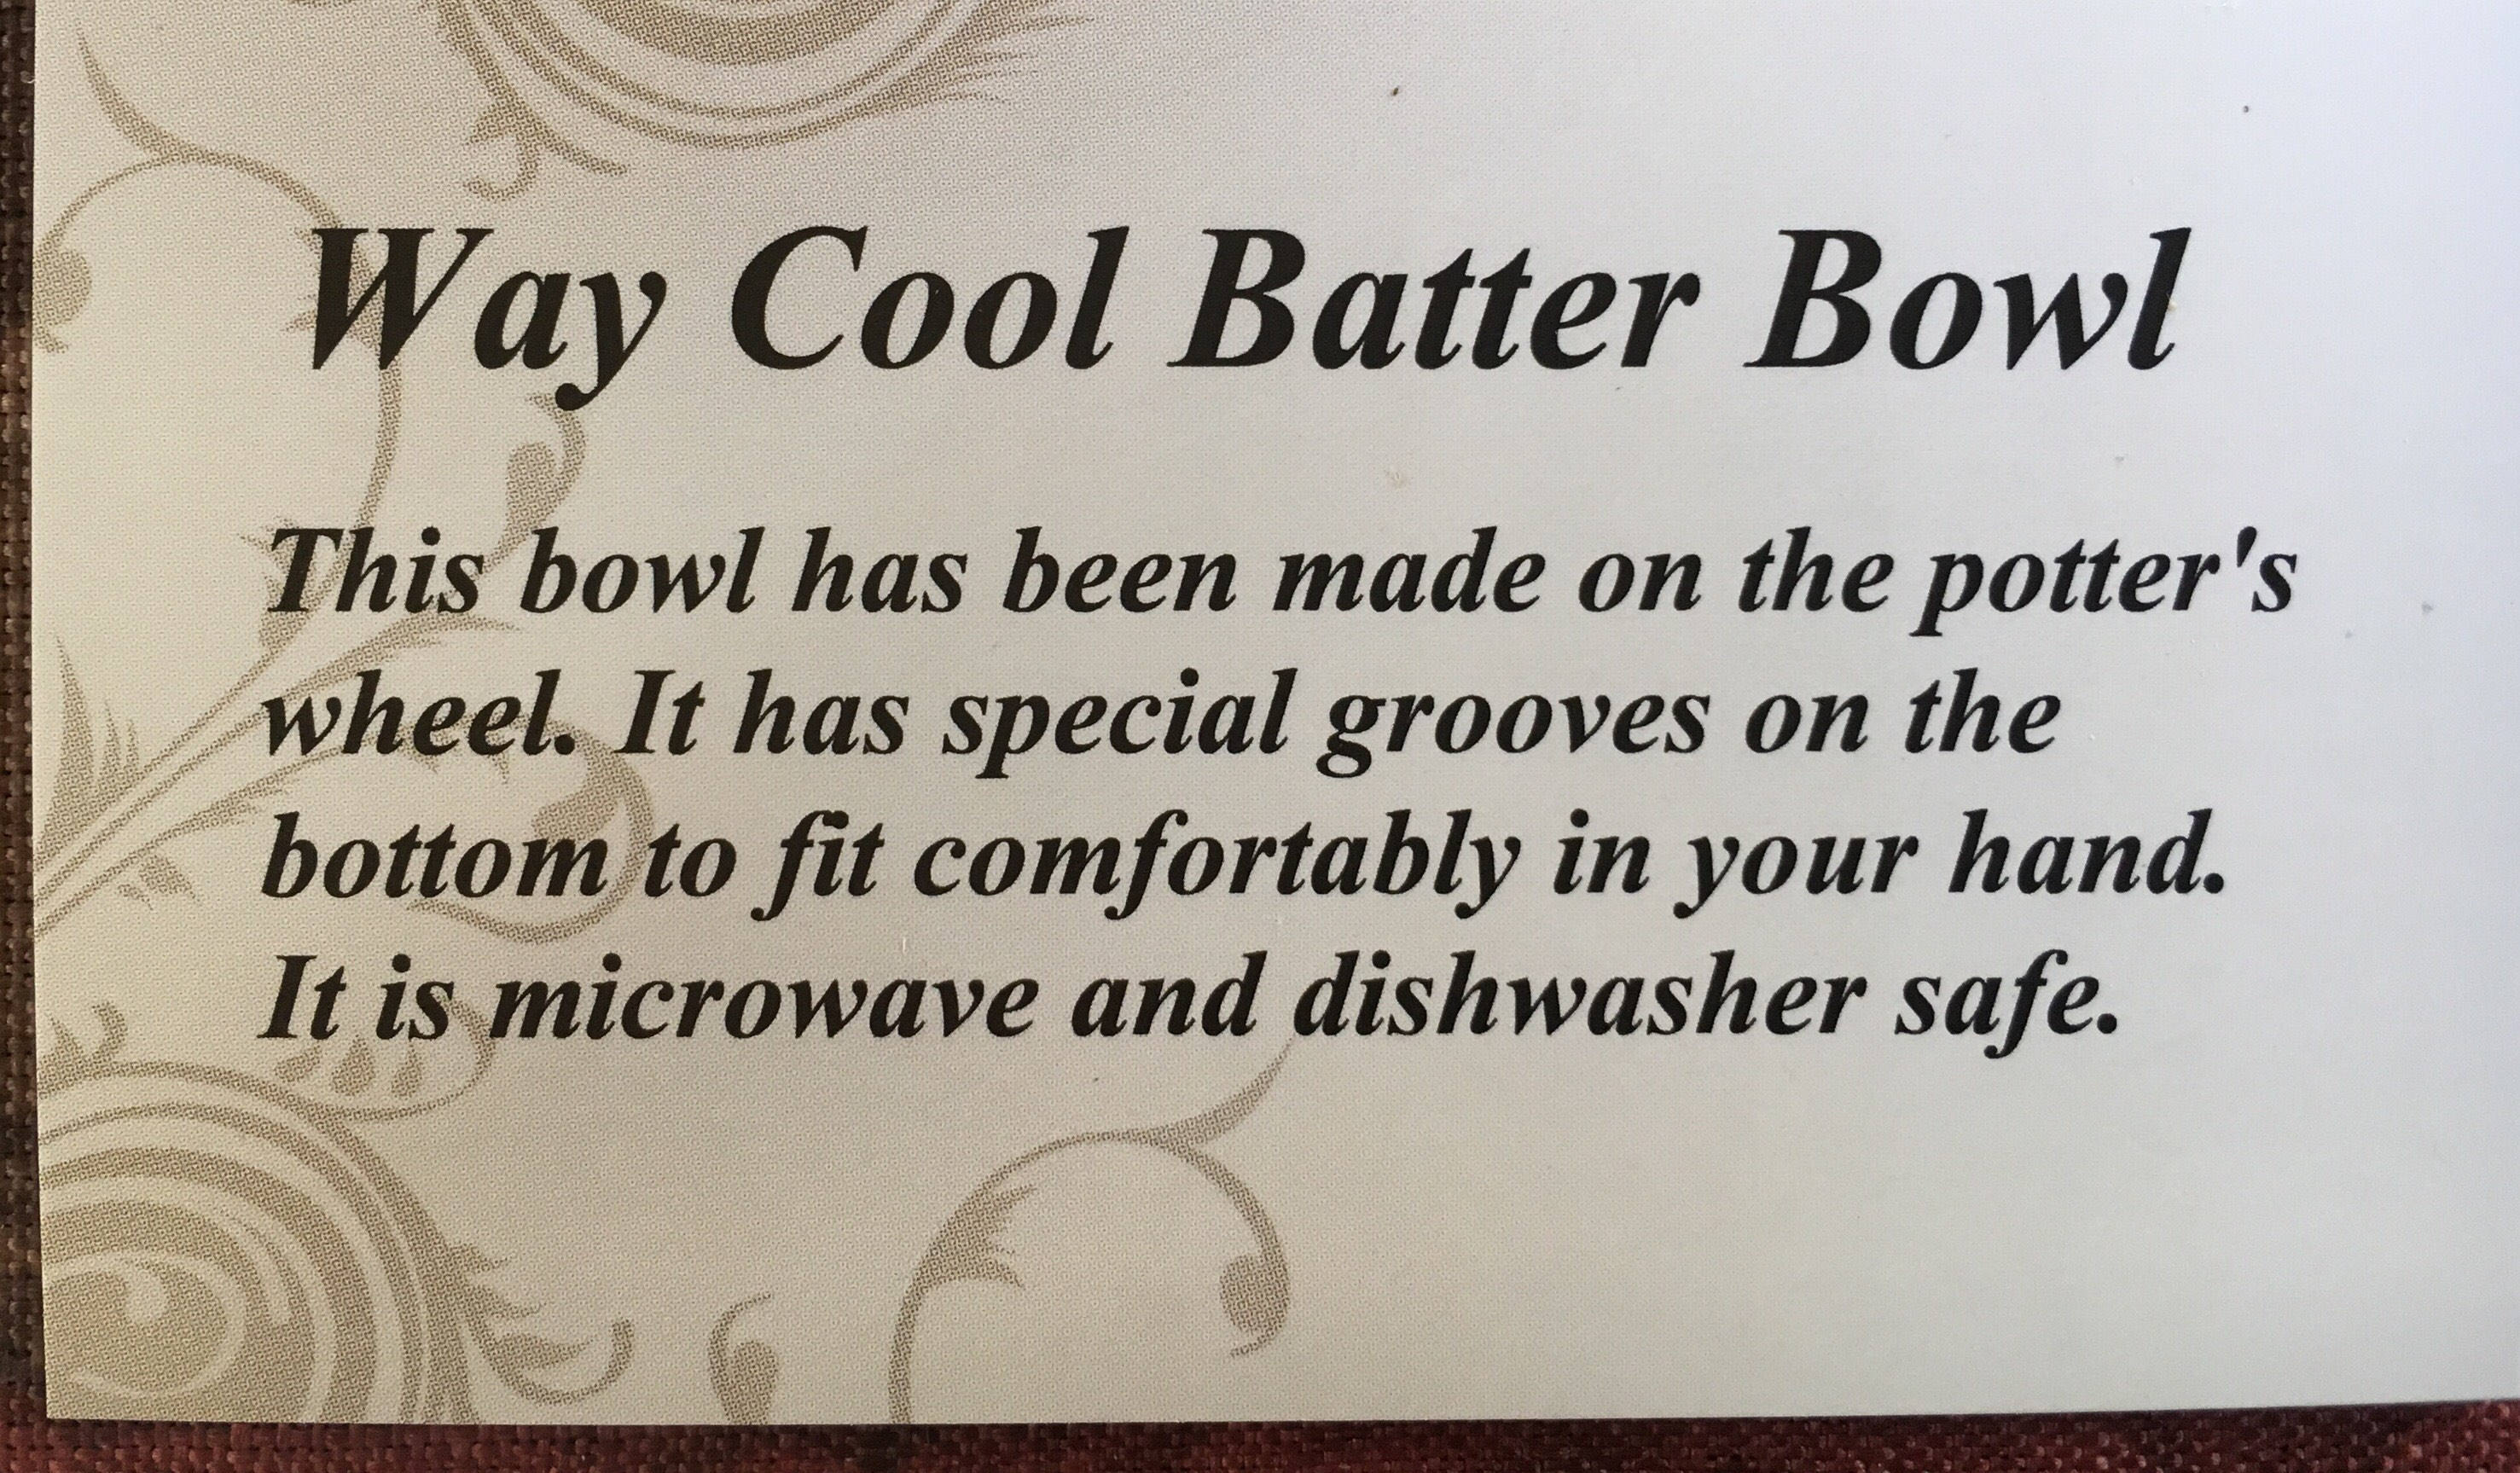 Way Cool Batter Bowl
This bowl has been made on the potter's
wheel. It has special grooves on the
bottom to fit comfortably in your hand.
It is microwave and dishwasher safe.